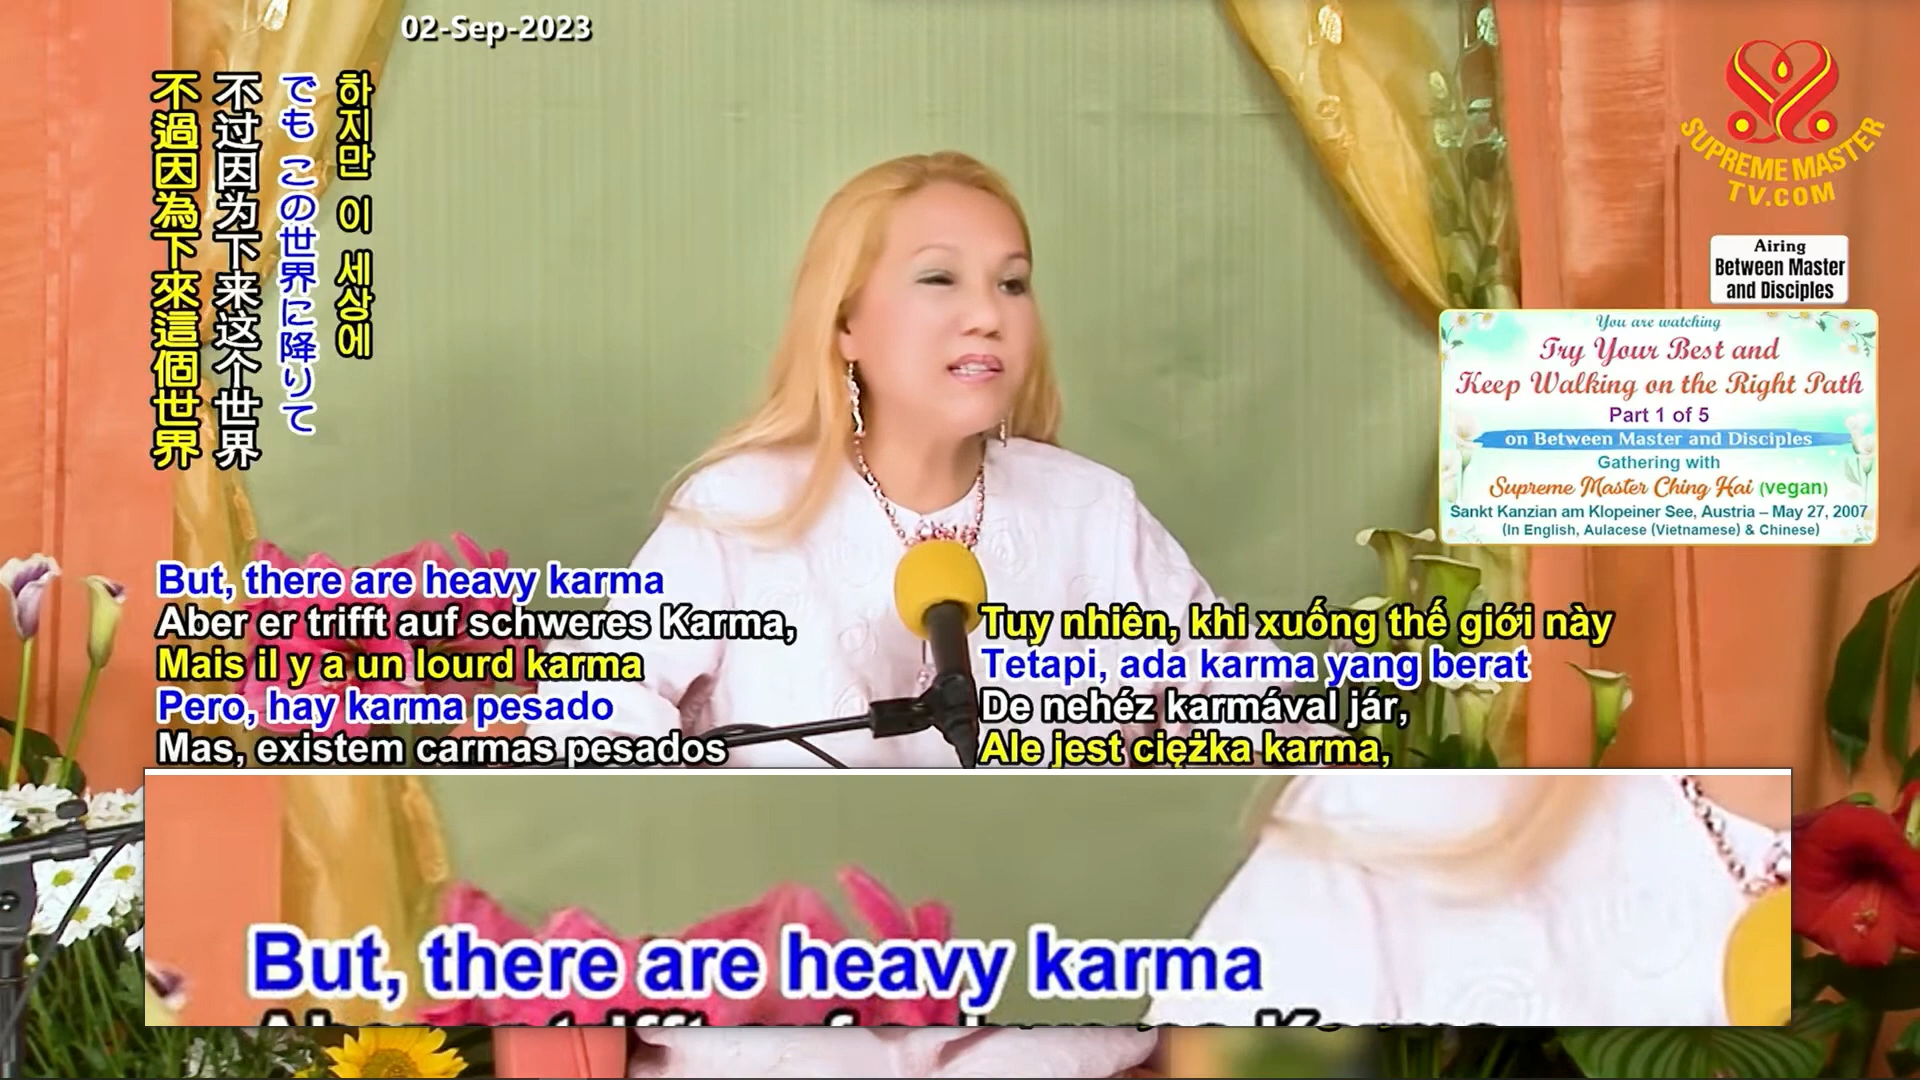 02-Sep-2023
하지만 이 세상에
でも この世界に降りて
不过因为下来这个世界
不過因為下來這個世界
SUPREME MASTER
TV.COM
Airing
Between Master
and Disciples
You are watching
Try Your Best and
Keep Walking on the Right Path
Part 1 of 5
on Between Master and Disciples
Gathering with
Supreme Master Ching Hai (vegan)
Sankt Kanzian am Klopeiner See, Austria – May 27, 2007
(In English, Aulacese (Vietnamese) & Chinese)
But, there are heavy karma
Aber er trifft auf schweres Karma,
Mais il y a un lourd karma
Pero, hay karma pesado
Mas, existem carmas pesados
Tuy nhiên, khi xuống thế giới này
Tetapi, ada karma yang berat
De nehéz karmával jár,
Ale jest ciężka karma,
But, there are heavy karma